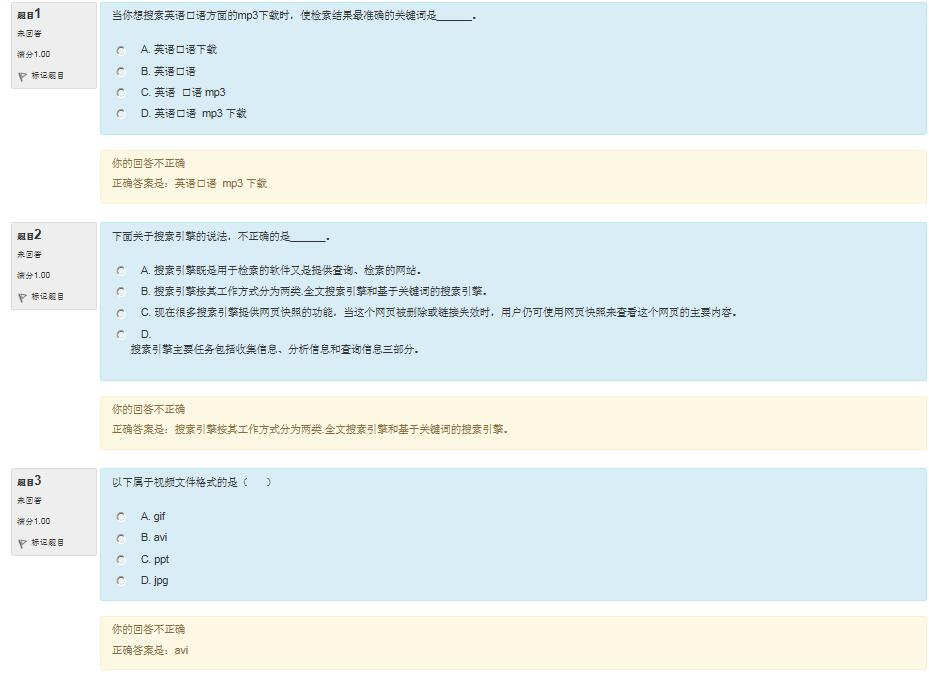 题目1
未回答
满分1.00
标记题目
当你想搜索英语口语方面的mp3下载时，使检索结果最准确的关键词是______。
A. 英语口语下载
B. 英语口语
C. 英语  口语 mp3
D. 英语口语  mp3 下载
你的回答不正确
正确答案是：英语口语  mp3 下载
题目2
未回答
满分1.00
标记题目
下面关于搜索引擎的说法，不正确的是______。
A. 搜索引擎既是用于检索的软件又是提供查询、检索的网站。
B. 搜索引擎按其工作方式分为两类.全文搜索引擎和基于关键词的搜索引擎。
C. 现在很多搜索引擎提供网页快照的功能，当这个网页被删除或链接失效时，用户仍可使用网页快照来查看这个网页的主要内容。
D.
搜索引擎主要任务包括收集信息、分析信息和查询信息三部分。
你的回答不正确
正确答案是：搜索引擎按其工作方式分为两类.全文搜索引擎和基于关键词的搜索引擎。
题目3
未回答
满分1.00
标记题目
以下属于视频文件格式的是（    ）
A. gif
B. avi
C. ppt
D. jpg
你的回答不正确
正确答案是：avi